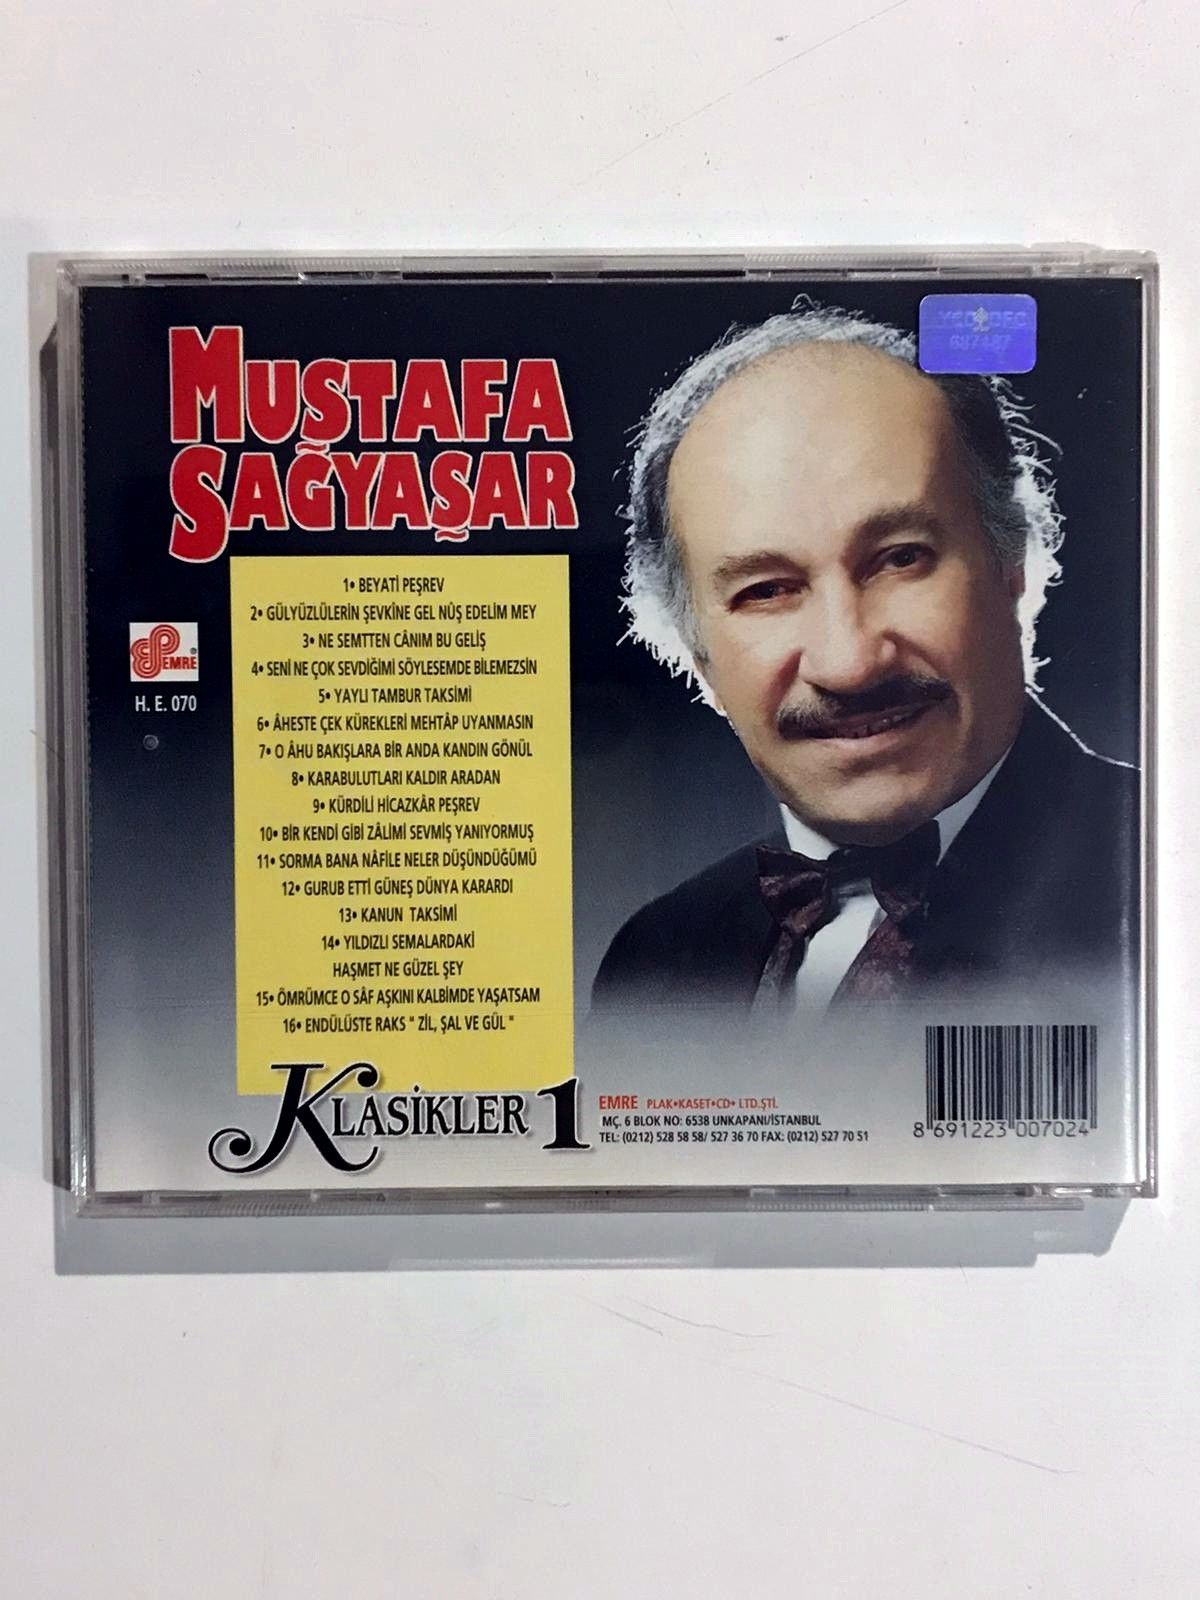 MUSTAFA
SAĞYAŞAR
1• BEYATİ PEŞREV
2• GÜLYÜZLÜLERİN ŞEVKÎNE GEL NÛŞ EDELİM MEY
3• NE SEMTTEN CÂNIM BU GELİŞ
4• SENİ NE ÇOK SEVDİĞİMİ SÖYLESEMDE BİLEMEZSİN
5• YAYLI TAMBUR TAKSİMİ
6• ÂHESTE ÇEK KÜREKLERİ MEHTÂP UYANMASIN
7• O ÂHU BAKIŞLARA BİR ANDA KANDIN GÖNÜL
8• KARABULUTLARI KALDIR ARADAN
9• KÜRDİLİ HİCAZKÂR PEŞREV
10• BİR KENDİ GİBİ ZÂLİMİ SEVMİŞ YANIYORMUŞ
11• SORMA BANA NÂFİLE NELER DÜŞÜNDÜĞÜMÜ
12• GURUB ETTİ GÜNEŞ DÜNYA KARARDI
13• KANUN TAKSİMİ
14• YILDIZLI SEMALARDAKİ
HAŞMET NE GÜZEL ŞEY
15• ÖMRÜMCE O SÂF AŞKINI KALBİMDE YAŞATSAM
16• ENDÜLÜSTE RAKS " ZİL, ŞAL VE GÜL "
EMRE ®
H. E. 070
KLASİKLER 1
EMRE PLAK•KASET•CD• LTD.ŞTİ.
MÇ. 6 BLOK NO: 6538 UNKAPANI/İSTANBUL
TEL: (0212) 528 58 58/ 527 36 70 FAX: (0212) 527 70 51
8 691223 007024
687487